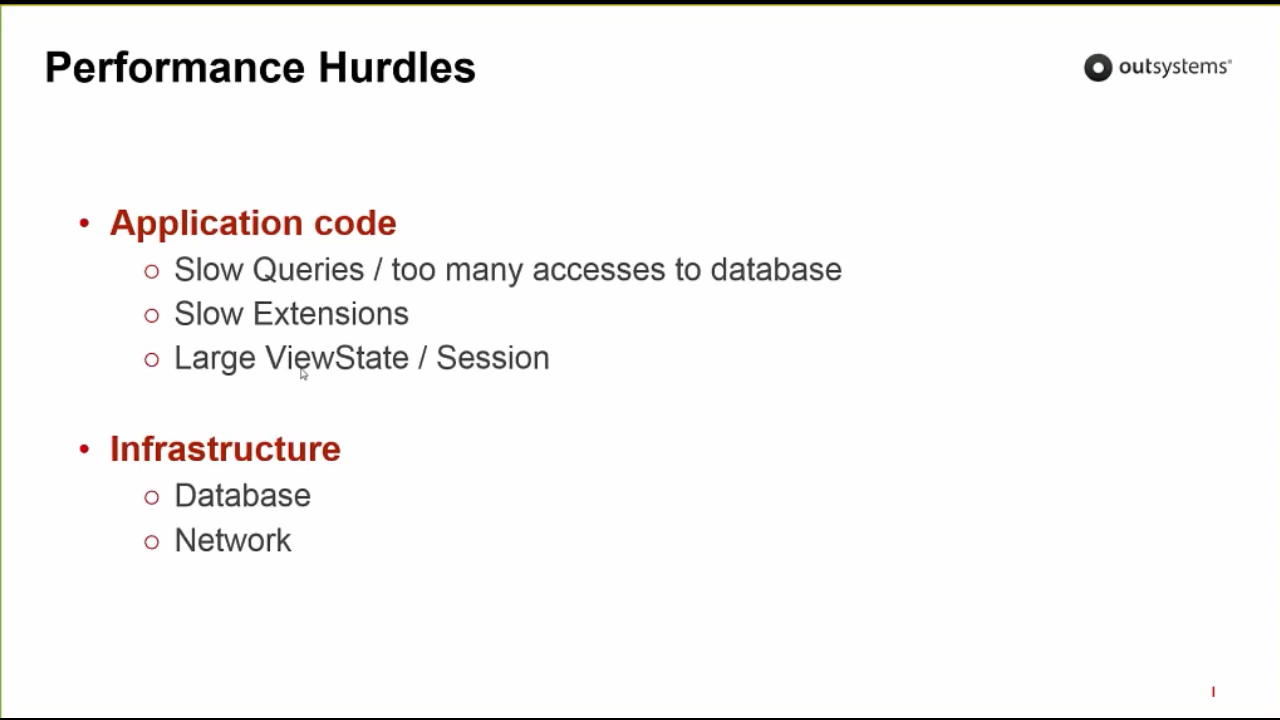 Performance Hurdles
outsystems®
• Application code
○ Slow Queries / too many accesses to database
○ Slow Extensions
○ Large ViewState / Session
• Infrastructure
○ Database
○ Network